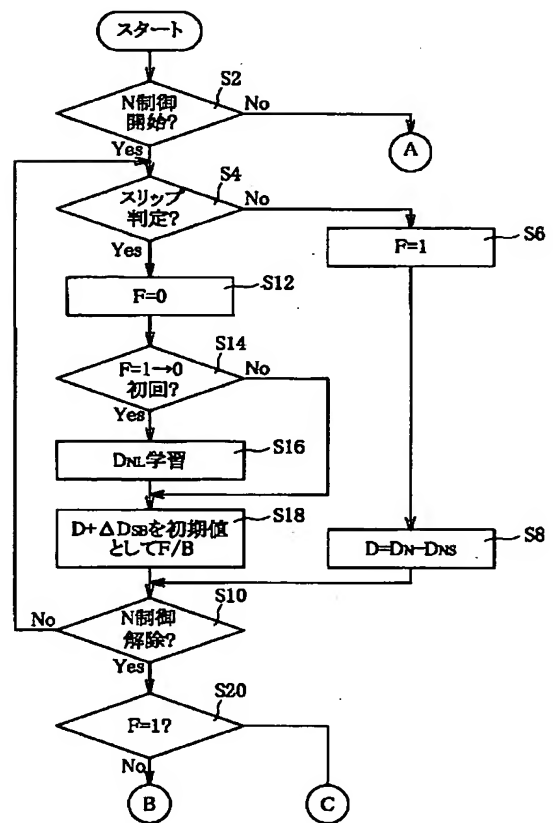 スタート
S2
N制御
開始?
No
Yes
A
S4
スリップ
判定?
No
Yes
S6
F=1
S12
F=0
S14
F=1→0
初回?
No
Yes
S16
DNL学習
S18
D+ΔDSBを初期値
としてF/B
S8
D=DN−DNS
S10
N制御
解除?
No
Yes
S20
F=1?
No
B
C